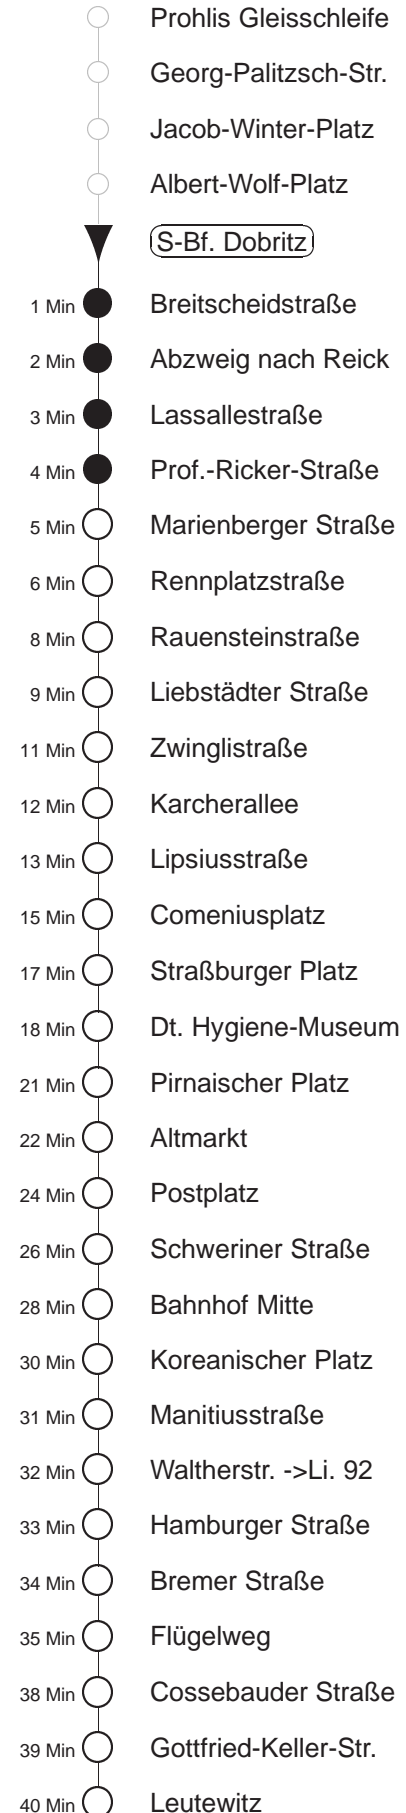 Prohlis Gleisschleife
Georg-Palitzsch-Str.
Jacob-Winter-Platz
Albert-Wolf-Platz
S-Bf. Dobritz
1 Min Breitscheidstraße
2 Min Abzweig nach Reick
3 Min Lassallestraße
4 Min Prof.-Ricker-Straße
5 Min Marienberger Straße
6 Min Rennplatzstraße
8 Min Rauensteinstraße
9 Min Liebstädter Straße
11 Min Zwinglistraße
12 Min Karcherallee
13 Min Lipsiusstraße
15 Min Comeniusplatz
17 Min Straßburger Platz
18 Min Dt. Hygiene-Museum
21 Min Pirnaischer Platz
22 Min Altmarkt
24 Min Postplatz
26 Min Schweriner Straße
28 Min Bahnhof Mitte
30 Min Koreanischer Platz
31 Min Manitiusstraße
32 Min Waltherstr. ->Li. 92
33 Min Hamburger Straße
34 Min Bremer Straße
35 Min Flügelweg
38 Min Cossebauder Straße
39 Min Gottfried-Keller-Str.
40 Min Leutewitz